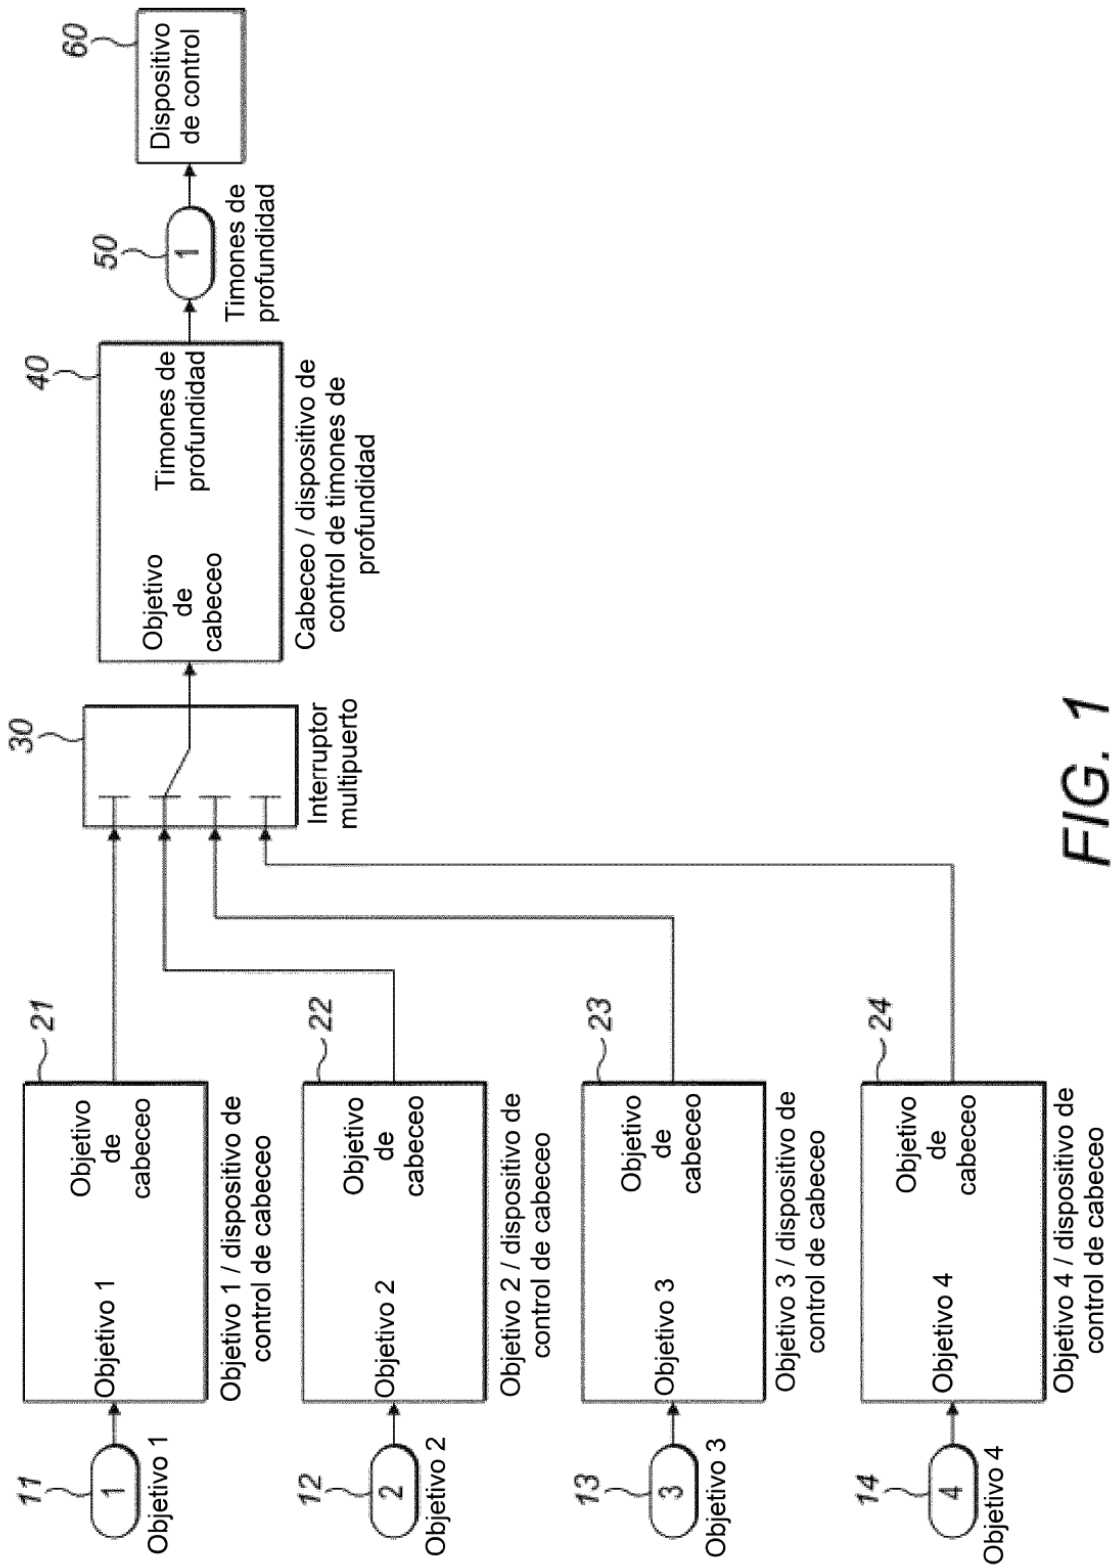 11
1
Objetivo 1
21
Objetivo 1
Objetivo
de
cabeceo
Objetivo 1 / dispositivo de
control de cabeceo
12
2
Objetivo 2
22
Objetivo 2
Objetivo
de
cabeceo
Objetivo 2 / dispositivo de
control de cabeceo
13
3
Objetivo 3
23
Objetivo 3
Objetivo
de
cabeceo
Objetivo 3 / dispositivo de
control de cabeceo
14
4
Objetivo 4
24
Objetivo 4
Objetivo
de
cabeceo
Objetivo 4 / dispositivo de
control de cabeceo
30
Interruptor
multipuerto
40
Objetivo
de
cabeceo
Timones de
profundidad
Cabeceo / dispositivo de
control de timones de
profundidad
50
1
Timones de
profundidad
60
Dispositivo
de control
FIG. 1